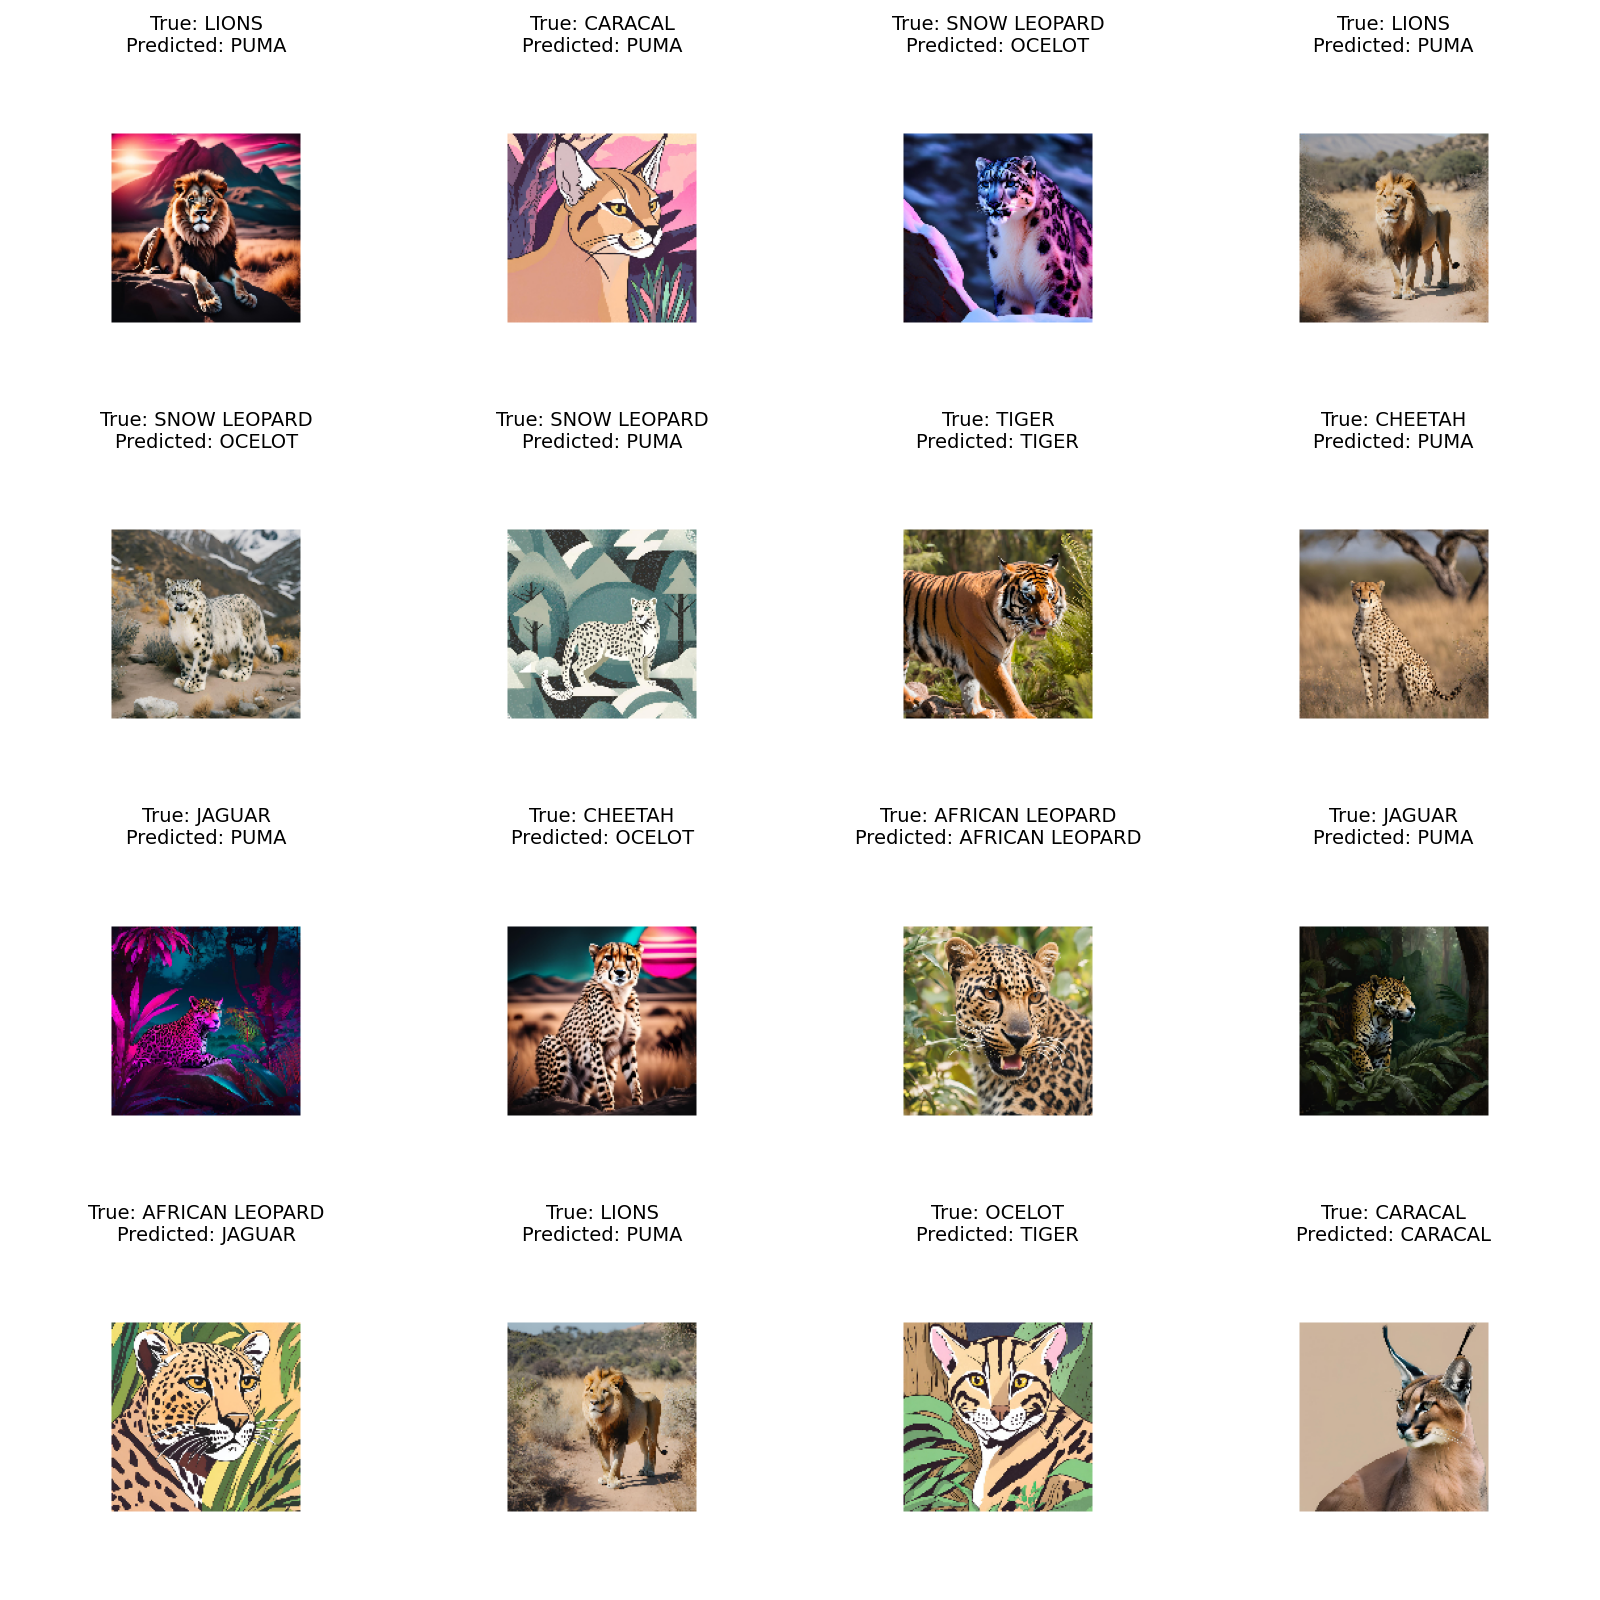 True: LIONS
Predicted: PUMA
True: CARACAL
Predicted: PUMA
True: SNOW LEOPARD
Predicted: OCELOT
True: LIONS
Predicted: PUMA
True: SNOW LEOPARD
Predicted: OCELOT
True: SNOW LEOPARD
Predicted: PUMA
True: TIGER
Predicted: TIGER
True: CHEETAH
Predicted: PUMA
True: JAGUAR
Predicted: PUMA
True: CHEETAH
Predicted: OCELOT
True: AFRICAN LEOPARD
Predicted: AFRICAN LEOPARD
True: JAGUAR
Predicted: PUMA
True: AFRICAN LEOPARD
Predicted: JAGUAR
True: LIONS
Predicted: PUMA
True: OCELOT
Predicted: TIGER
True: CARACAL
Predicted: CARACAL